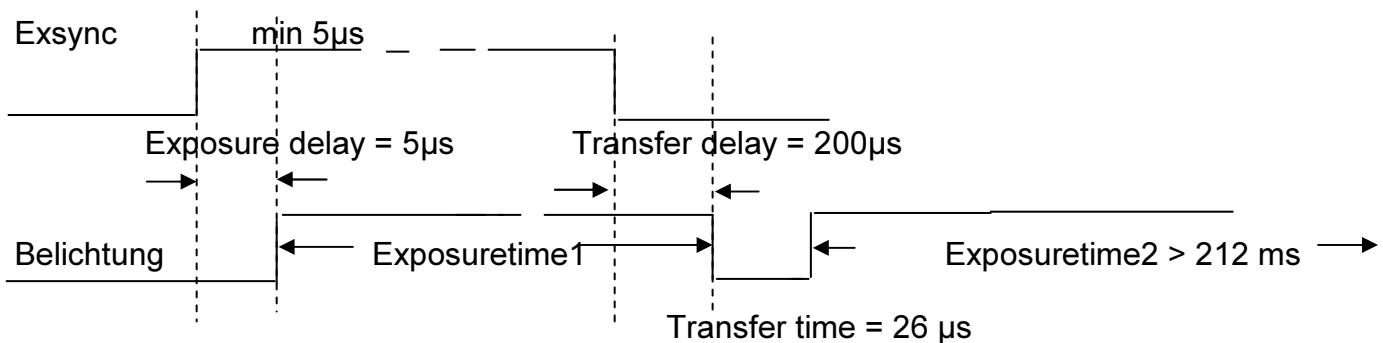 Exsync min 5µs
Exposure delay = 5µs Transfer delay = 200µs
Belichtung Exposuretime1 Exposuretime2 > 212 ms
Transfer time = 26 µs